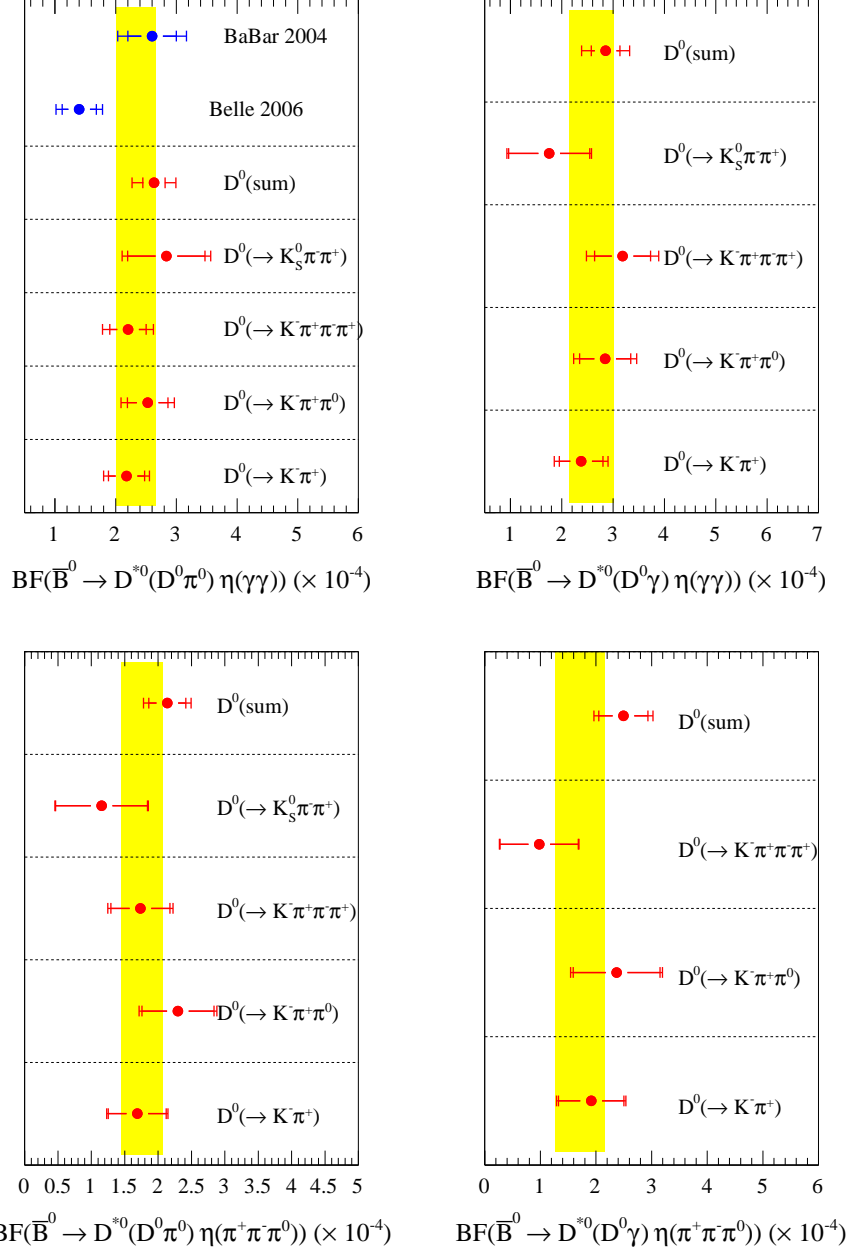 BaBar 2004
Belle 2006
D⁰(sum)
D⁰(→ K⁰_S π⁻π⁺)
D⁰(→ K⁻π⁺π⁻π⁺)
D⁰(→ K⁻π⁺π⁰)
D⁰(→ K⁻π⁺)
1 2 3 4 5 6
BF(B̅⁰ → D*⁰(D⁰π⁰) η(γγ)) (× 10⁻⁴)
D⁰(sum)
D⁰(→ K⁰_S π⁻π⁺)
D⁰(→ K⁻π⁺π⁻π⁺)
D⁰(→ K⁻π⁺π⁰)
D⁰(→ K⁻π⁺)
1 2 3 4 5 6 7
BF(B̅⁰ → D*⁰(D⁰γ) η(γγ)) (× 10⁻⁴)
D⁰(sum)
D⁰(→ K⁰_S π⁻π⁺)
D⁰(→ K⁻π⁺π⁻π⁺)
D⁰(→ K⁻π⁺π⁰)
D⁰(→ K⁻π⁺)
0 0.5 1 1.5 2 2.5 3 3.5 4 4.5 5
BF(B̅⁰ → D*⁰(D⁰π⁰) η(π⁺π⁻π⁰)) (× 10⁻⁴)
D⁰(sum)
D⁰(→ K⁻π⁺π⁻π⁺)
D⁰(→ K⁻π⁺π⁰)
D⁰(→ K⁻π⁺)
0 1 2 3 4 5 6
BF(B̅⁰ → D*⁰(D⁰γ) η(π⁺π⁻π⁰)) (× 10⁻⁴)